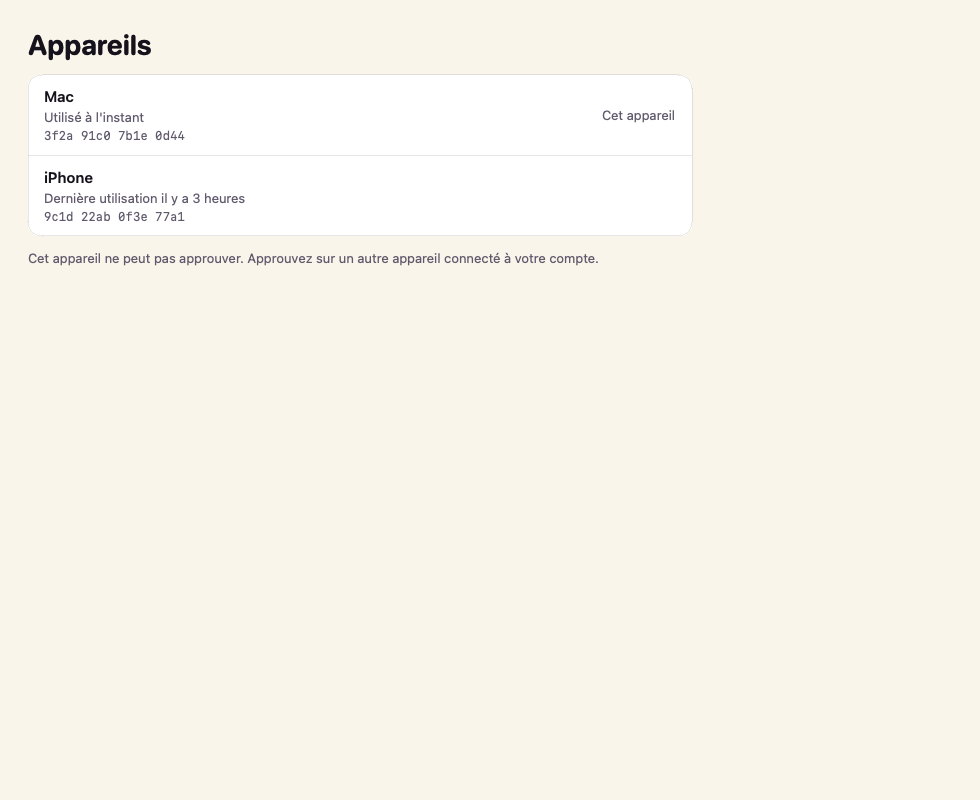 Appareils
Mac
Utilisé à l'instant
Cet appareil
3f2a 91c0 7b1e 0d44
iPhone
Dernière utilisation il y a 3 heures
9c1d 22ab 0f3e 77a1
Cet appareil ne peut pas approuver. Approuvez sur un autre appareil connecté à votre compte.